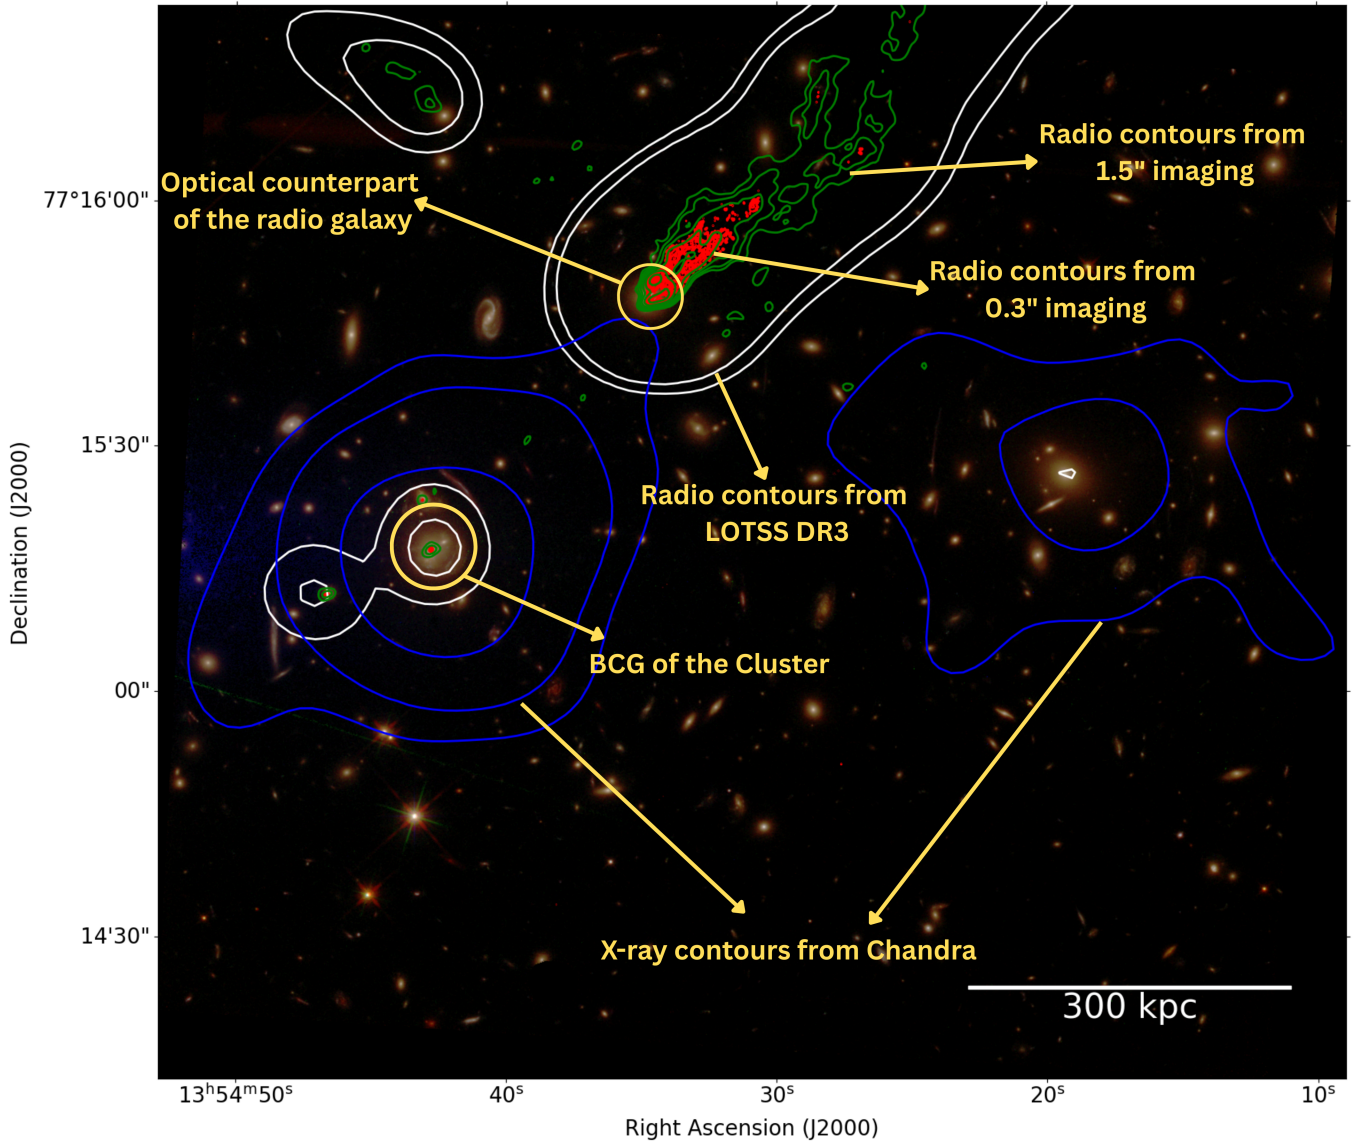 Radio contours from
1.5" imaging
Optical counterpart
of the radio galaxy
77°16'00"
Radio contours from
0.3" imaging
15'30"
Radio contours from
LOTSS DR3
Declination (J2000)
BCG of the Cluster
00"
14'30"
X-ray contours from Chandra
300 kpc
13h54m50s
40s
30s
20s
10s
Right Ascension (J2000)